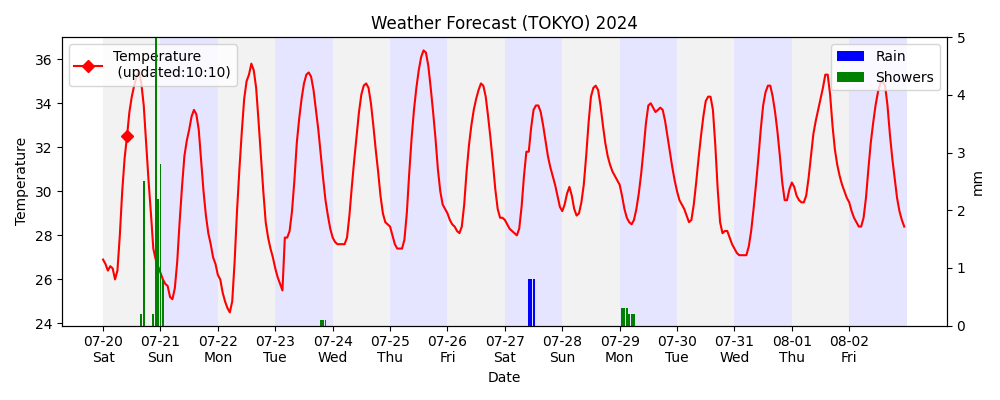 Weather Forecast (TOKYO) 2024
Temperature
(updated:10:10)
Rain
Showers
Temperature
36
34
32
30
28
26
24
5
4
3
2
1
0
mm
07-20 07-21 07-22 07-23 07-24 07-25 07-26 07-27 07-28 07-29 07-30 07-31 08-01 08-02
Sat Sun Mon Tue Wed Thu Fri Sat Sun Mon Tue Wed Thu Fri
Date